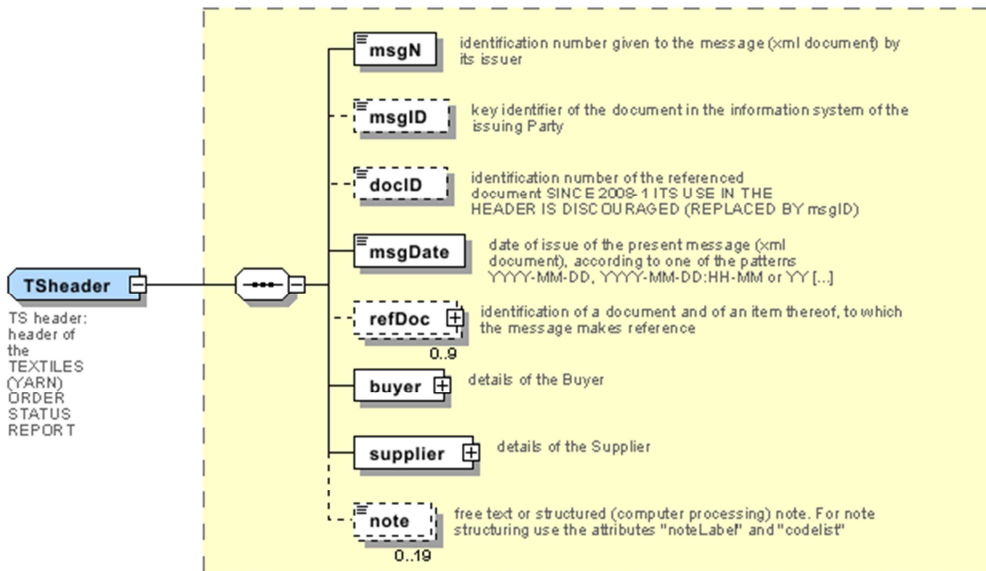 msgN
identification number given to the message (xml document) by
its issuer
msgID
key identifier of the document in the information system of the
issuing Party
docID
identification number of the referenced
document SINCE 2008-1 ITS USE IN THE
HEADER IS DISCOURAGED (REPLACED BY msgID)
msgDate
date of issue of the present message (xml
document), according to one of the patterns
YYYY-MM-DD, YYYY-MM-DD:HH-MM or YY [...]
TSheader
TS header:
header of
the
TEXTILES
(YARN)
ORDER
STATUS
REPORT
refDoc
identification of a document and of an item thereof, to which
the message makes reference
0..9
buyer
details of the Buyer
supplier
details of the Supplier
note
free text or structured (computer processing) note. For note
structuring use the attributes "noteLabel" and "codelist"
0..19